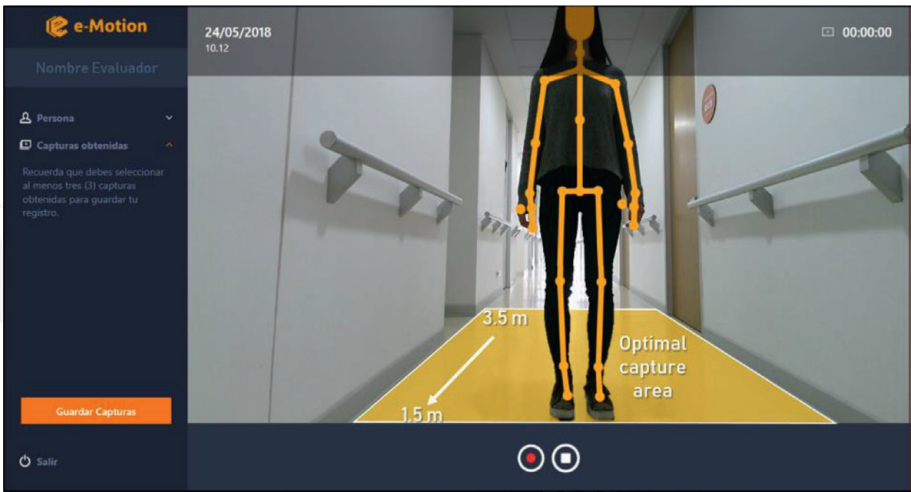 e-Motion
Nombre Evaluador
Persona
Capturas obtenidas
Recuerda que debes seleccionar
al menos tres (3) capturas
obtenidas para guardar tu
registro.
Guardar Capturas
Salir
24/05/2018
10.12
00:00:00
3.5 m
Optimal
capture
area
1.5 m